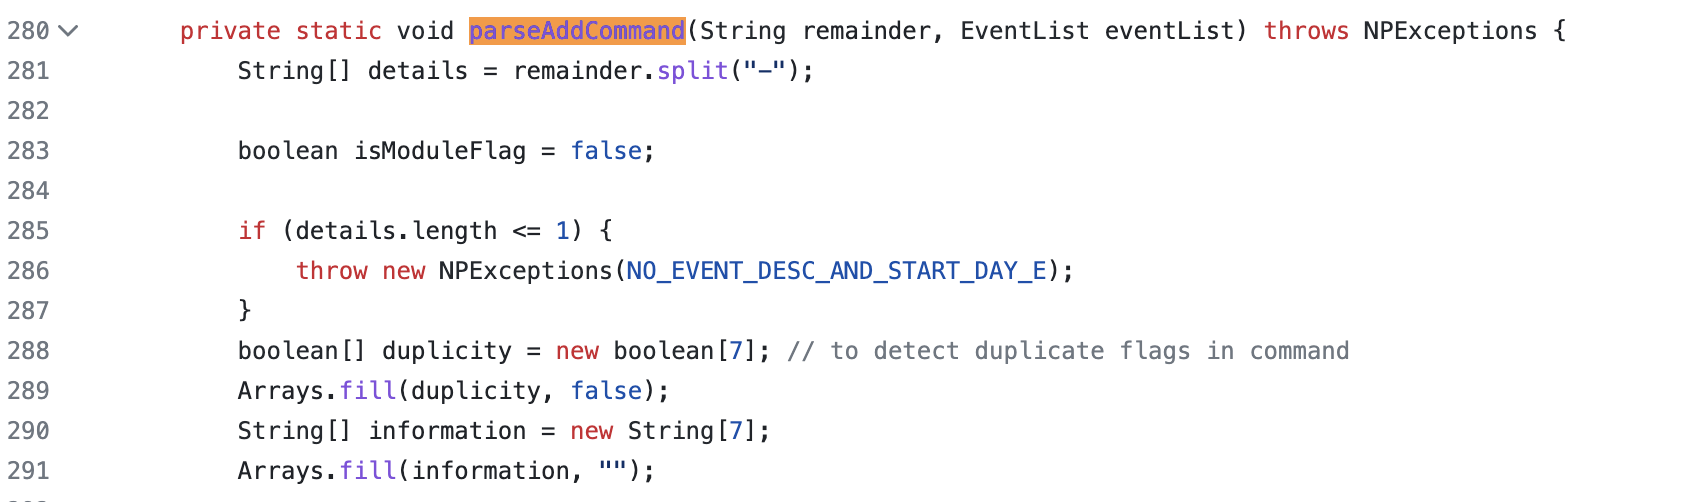 280 private static void parseAddCommand(String remainder, EventList eventList) throws NPExceptions {
281 String[] details = remainder.split("-");
282
283 boolean isModuleFlag = false;
284
285 if (details.length <= 1) {
286 throw new NPExceptions(NO_EVENT_DESC_AND_START_DAY_E);
287 }
288 boolean[] duplicity = new boolean[7]; // to detect duplicate flags in command
289 Arrays.fill(duplicity, false);
290 String[] information = new String[7];
291 Arrays.fill(information, "");